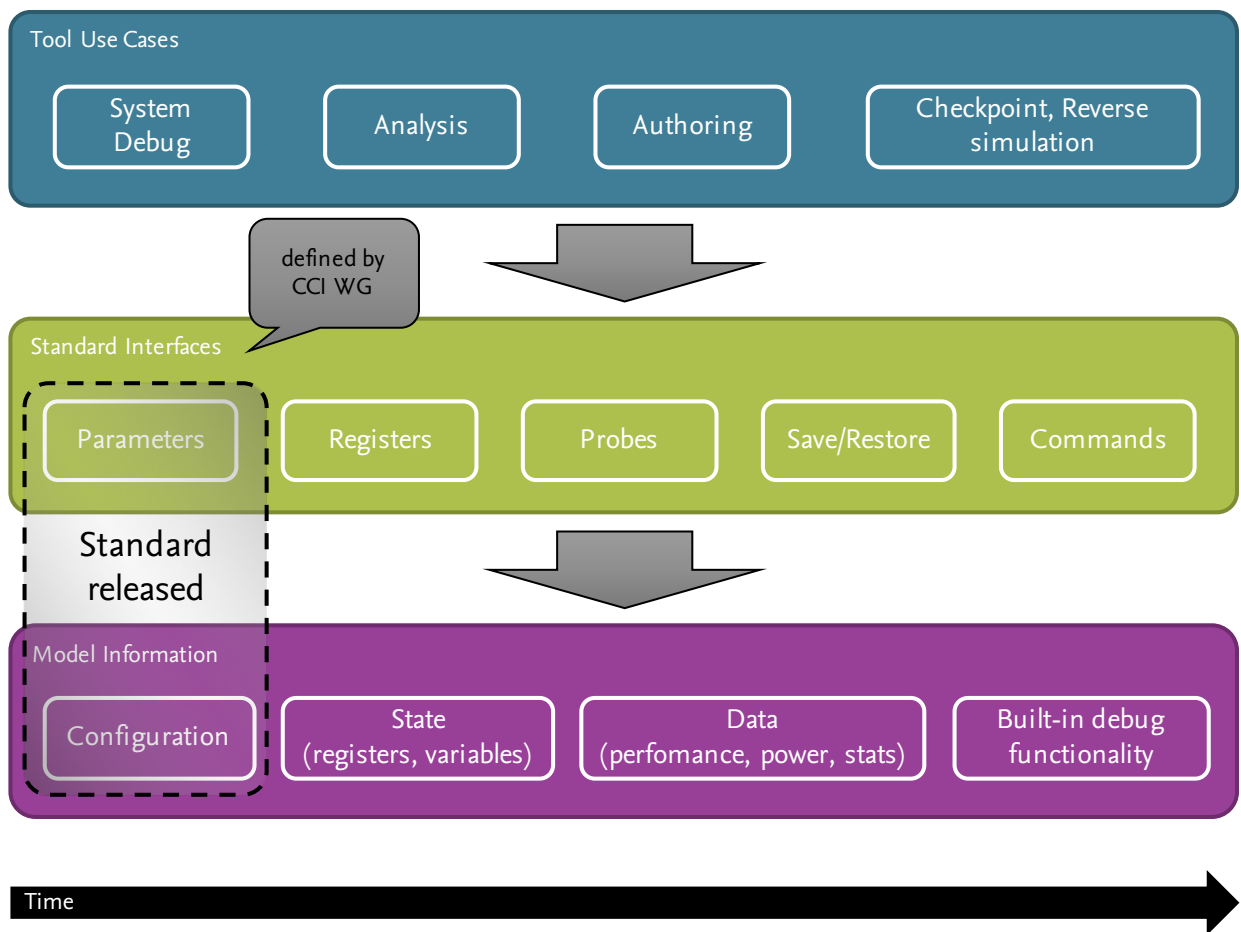 Tool Use Cases
System
Debug
Analysis
Authoring
Checkpoint, Reverse
simulation
defined by
CCI WG
Standard Interfaces
Parameters
Registers
Probes
Save/Restore
Commands
Standard
released
Model Information
Configuration
State
(registers, variables)
Data
(perfomance, power, stats)
Built-in debug
functionality
Time